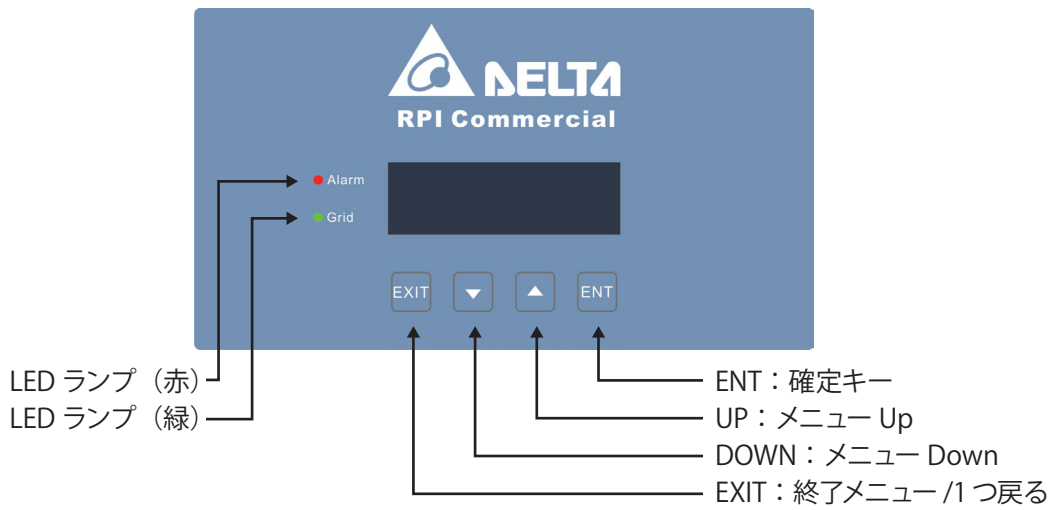 DELTA
RPI Commercial
Alarm
Grid
EXIT
ENT
LED ランプ（赤）
LED ランプ（緑）
ENT：確定キー
UP：メニュー Up
DOWN：メニュー Down
EXIT：終了メニュー /1 つ戻る